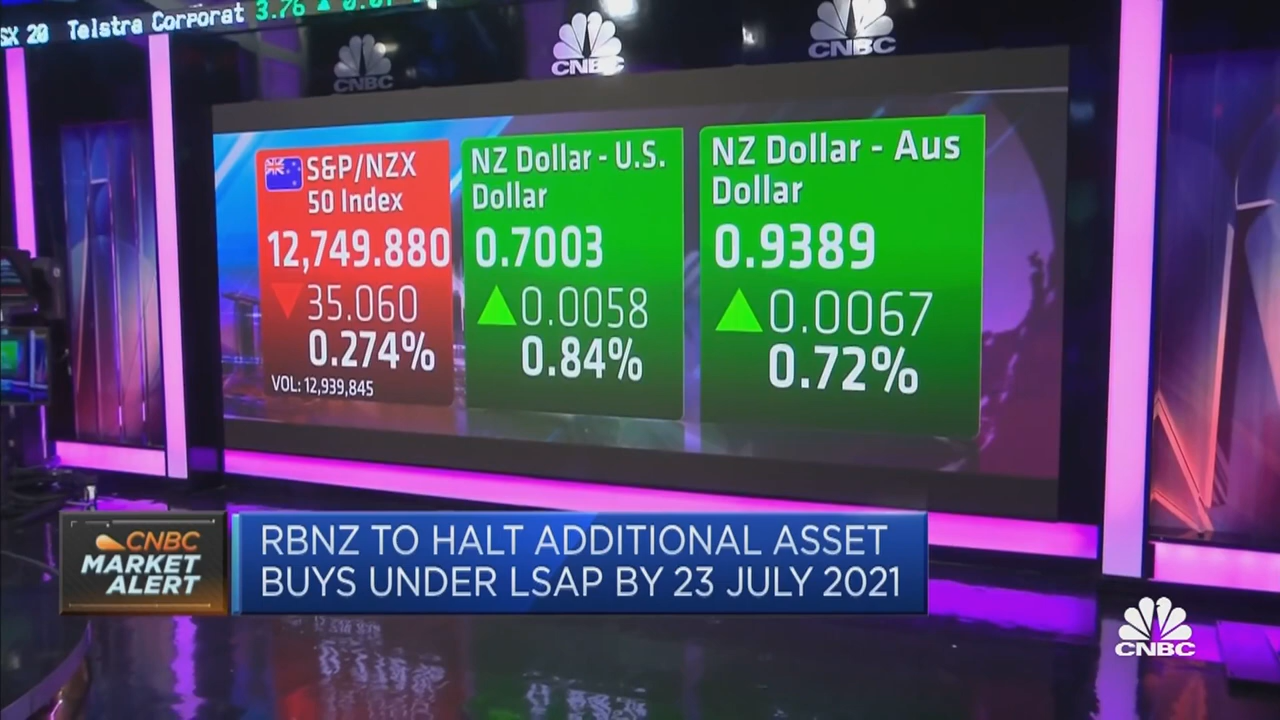 SX 20 Telstra Corporat 3.76 ▲ 0.01
CNBC
CNBC
CNBC
S&P/NZX
50 Index
12,749.880
▼ 35.060
0.274%
VOL: 12,939,845
NZ Dollar - U.S.
Dollar
0.7003
▲ 0.0058
0.84%
NZ Dollar - Aus
Dollar
0.9389
▲ 0.0067
0.72%
CNBC
MARKET
ALERT
RBNZ TO HALT ADDITIONAL ASSET
BUYS UNDER LSAP BY 23 JULY 2021
CNBC